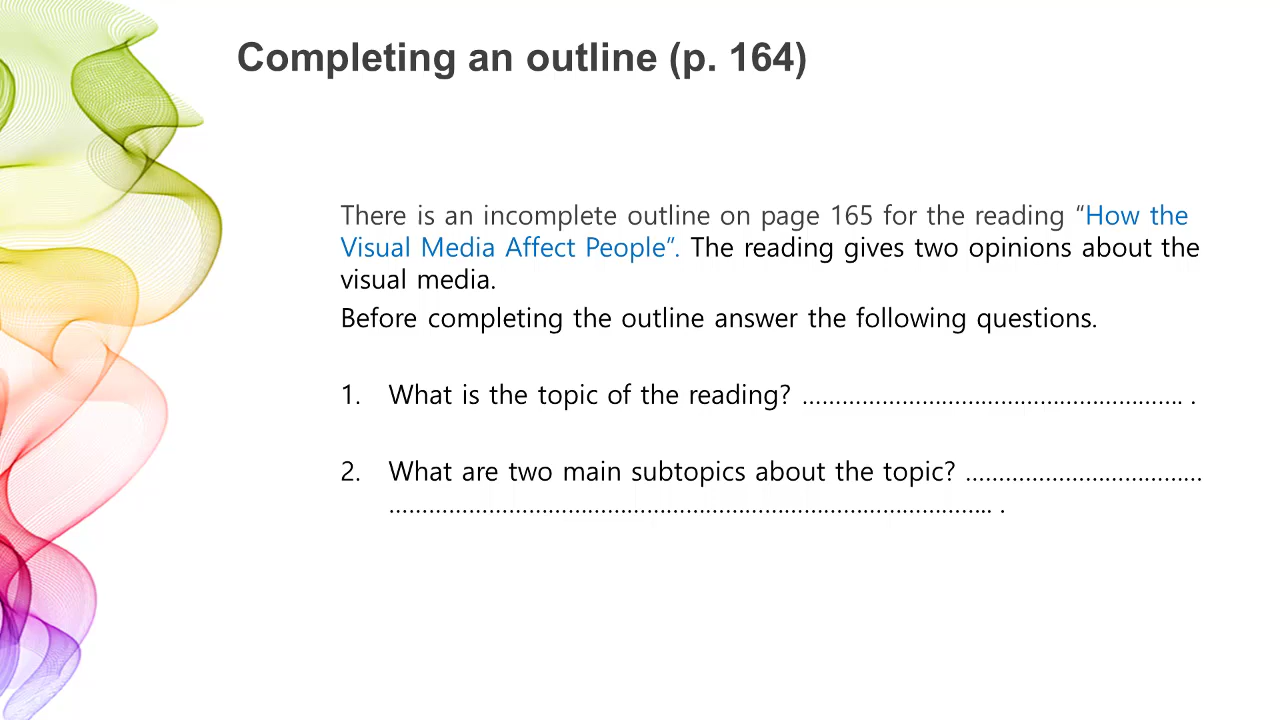 Completing an outline (p. 164)
There is an incomplete outline on page 165 for the reading “How the
Visual Media Affect People”. The reading gives two opinions about the
visual media.
Before completing the outline answer the following questions.
1. What is the topic of the reading? ………………………………………………… .
2. What are two main subtopics about the topic? ………………………………
……………………………………………………………………………... .